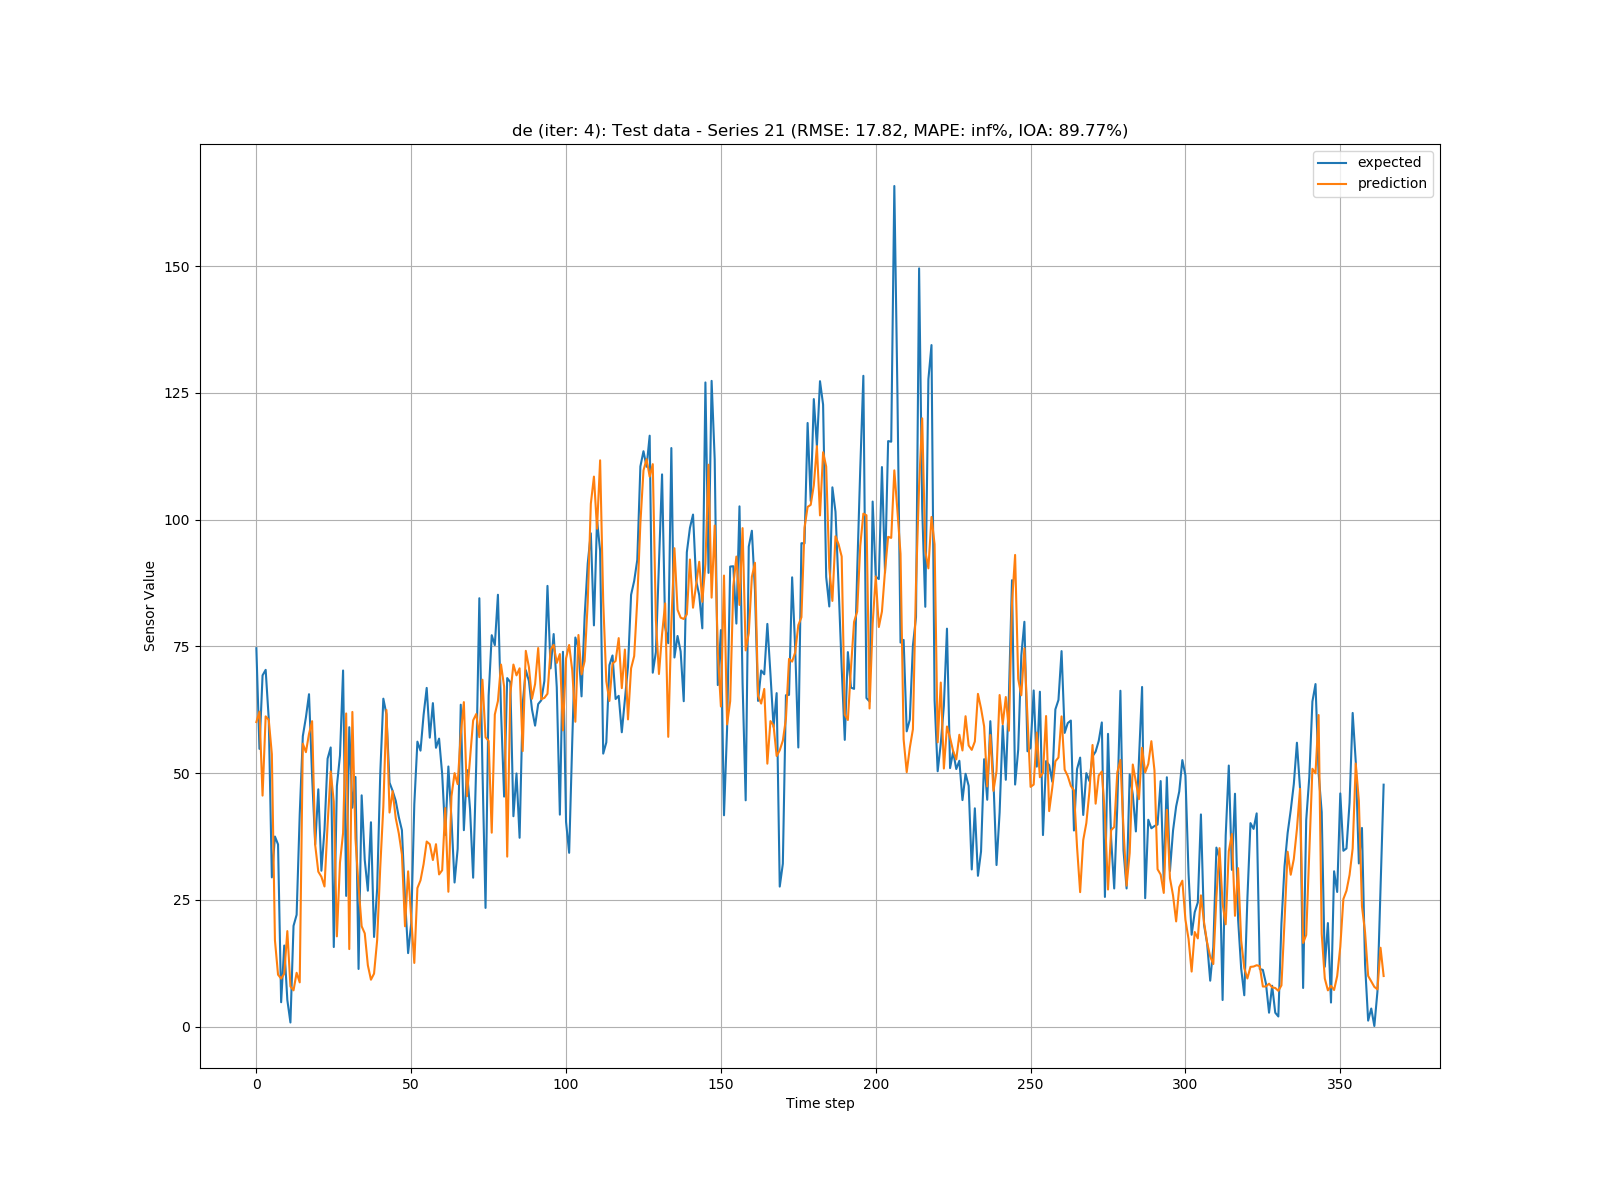 de (iter: 4): Test data - Series 21 (RMSE: 17.82, MAPE: inf%, IOA: 89.77%)
expected
prediction
150
125
100
75
50
25
0
Sensor Value
0 50 100 150 200 250 300 350
Time step